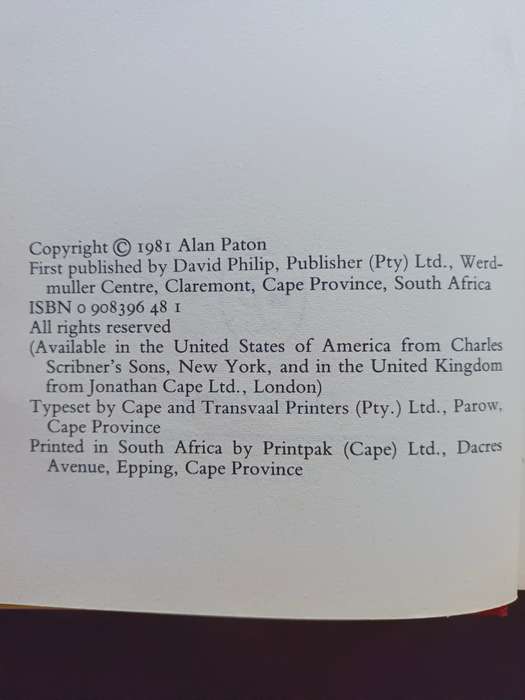 Copyright © 1981 Alan Paton
First published by David Philip, Publisher (Pty) Ltd., Werd-
muller Centre, Claremont, Cape Province, South Africa
ISBN 0 908396 48 1
All rights reserved
(Available in the United States of America from Charles
Scribner's Sons, New York, and in the United Kingdom
from Jonathan Cape Ltd., London)
Typeset by Cape and Transvaal Printers (Pty.) Ltd., Parow,
Cape Province
Printed in South Africa by Printpak (Cape) Ltd., Dacres
Avenue, Epping, Cape Province